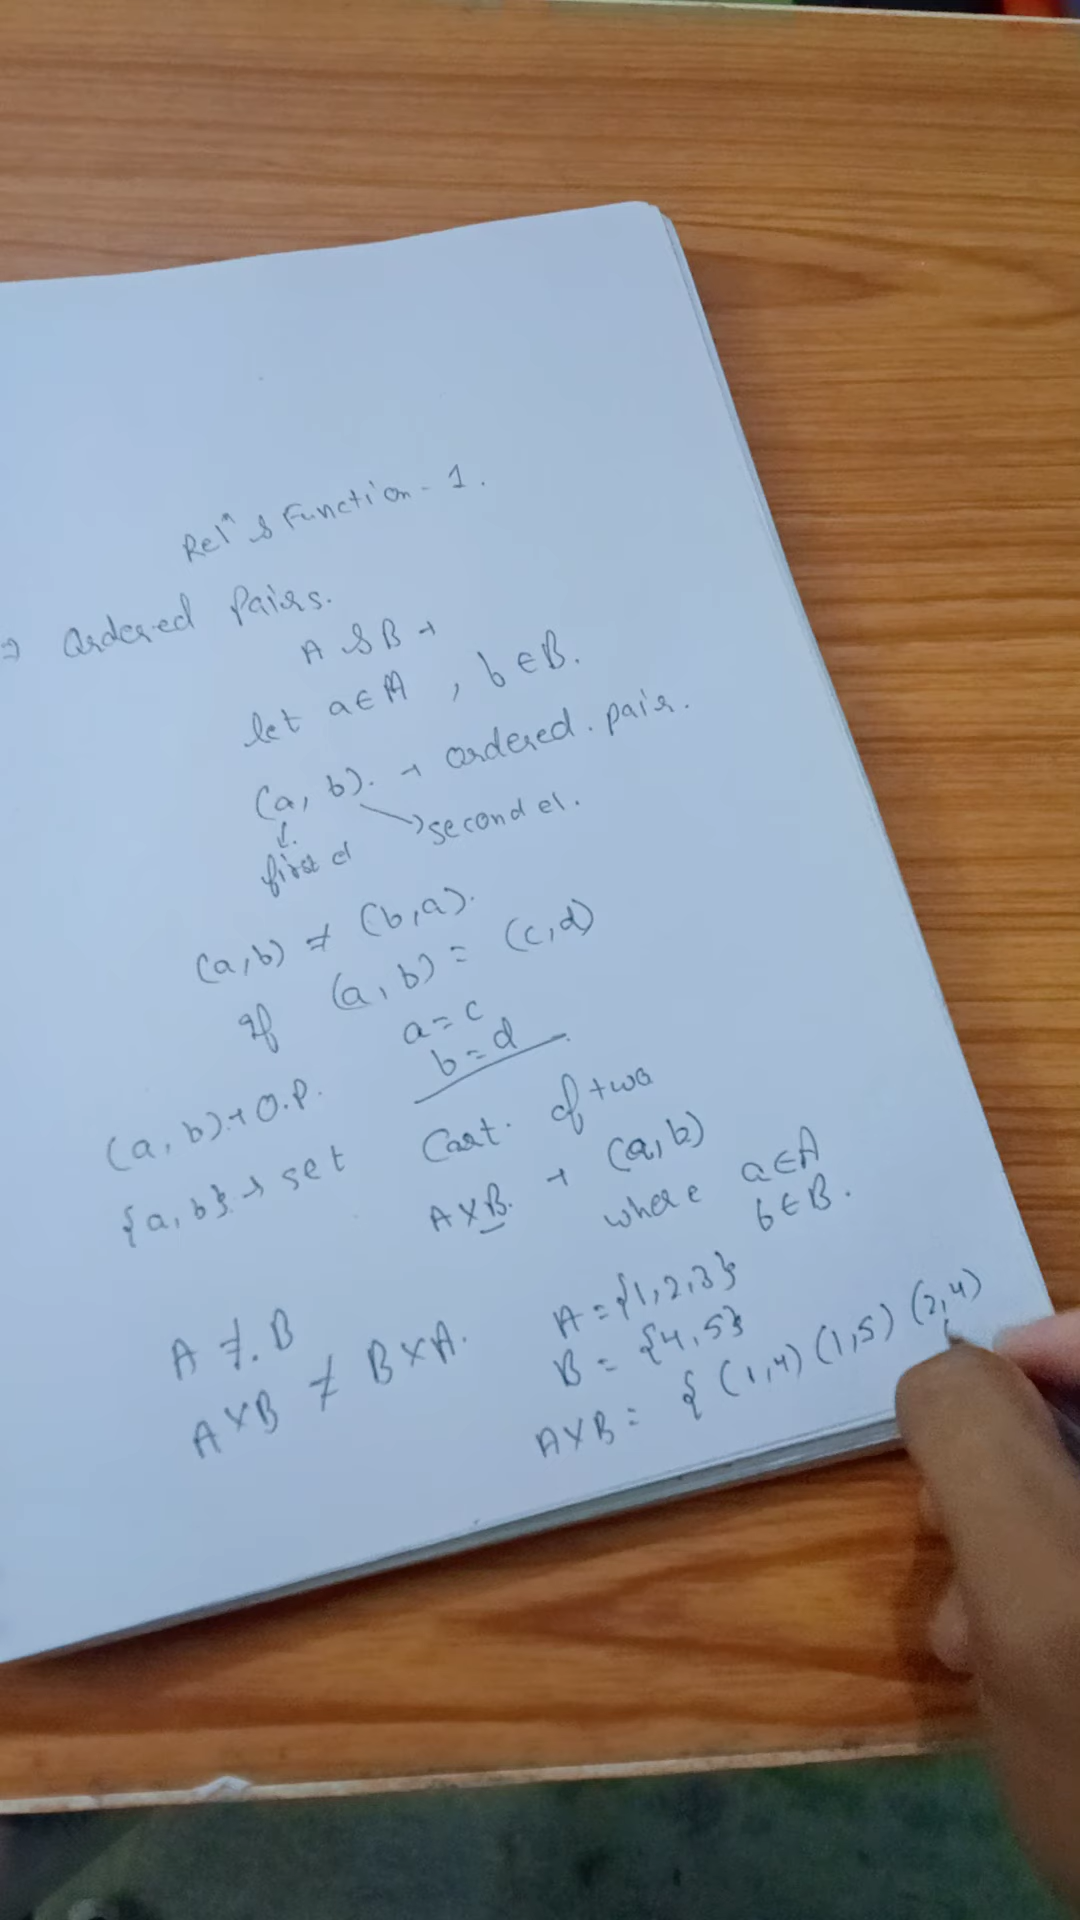 Relⁿ & Function - 1.
⇒ Ordered Pairs.
A & B →
let a∈A , b∈B.
(a, b). → ordered. pair.
↓. ↘ second el.
first el
(a,b) ≠ (b,a).
If (a, b) = (c,d)
a=c
b=d
(a, b) → O.P.
{a, b} → set
Cart. of two
A×B. → (a,b)
where a∈A
b∈B.
A ≠. B
A×B ≠ B×A.
A = {1,2,3}
B = {4,5}
A×B = { (1,4) (1,5) (2,4)
(